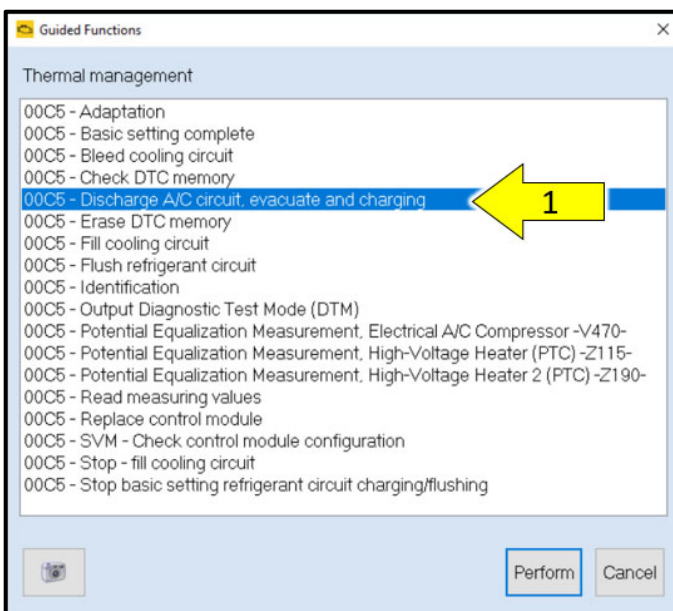 Guided Functions
Thermal management
00C5 - Adaptation
00C5 - Basic setting complete
00C5 - Bleed cooling circuit
00C5 - Check DTC memory
00C5 - Discharge A/C circuit, evacuate and charging
1
00C5 - Erase DTC memory
00C5 - Fill cooling circuit
00C5 - Flush refrigerant circuit
00C5 - Identification
00C5 - Output Diagnostic Test Mode (DTM)
00C5 - Potential Equalization Measurement, Electrical A/C Compressor -V470-
00C5 - Potential Equalization Measurement, High-Voltage Heater (PTC) -Z115-
00C5 - Potential Equalization Measurement, High-Voltage Heater 2 (PTC) -Z190-
00C5 - Read measuring values
00C5 - Replace control module
00C5 - SVM - Check control module configuration
00C5 - Stop - fill cooling circuit
00C5 - Stop basic setting refrigerant circuit charging/flushing
Perform
Cancel